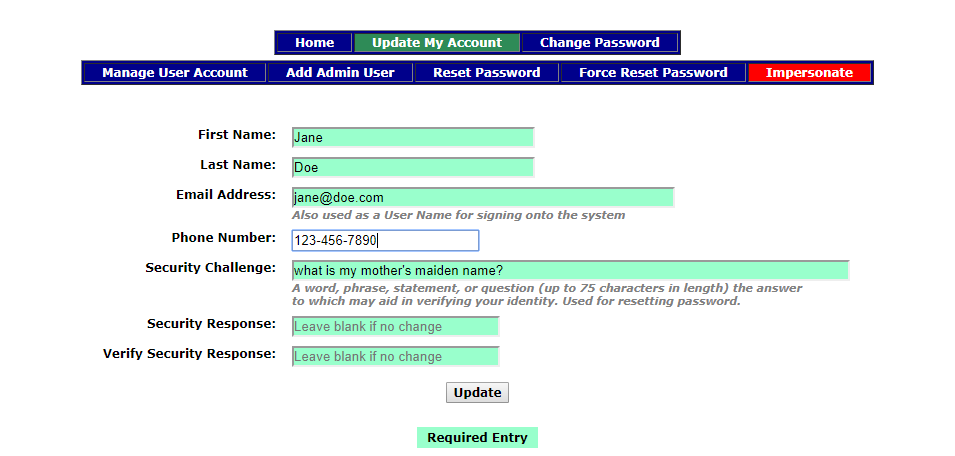 Home Update My Account Change Password
Manage User Account Add Admin User Reset Password Force Reset Password Impersonate
First Name: Jane
Last Name: Doe
Email Address: jane@doe.com
Also used as a User Name for signing onto the system
Phone Number: 123-456-7890
Security Challenge: what is my mother's maiden name?
A word, phrase, statement, or question (up to 75 characters in length) the answer
to which may aid in verifying your identity. Used for resetting password.
Security Response: Leave blank if no change
Verify Security Response: Leave blank if no change
Update
Required Entry